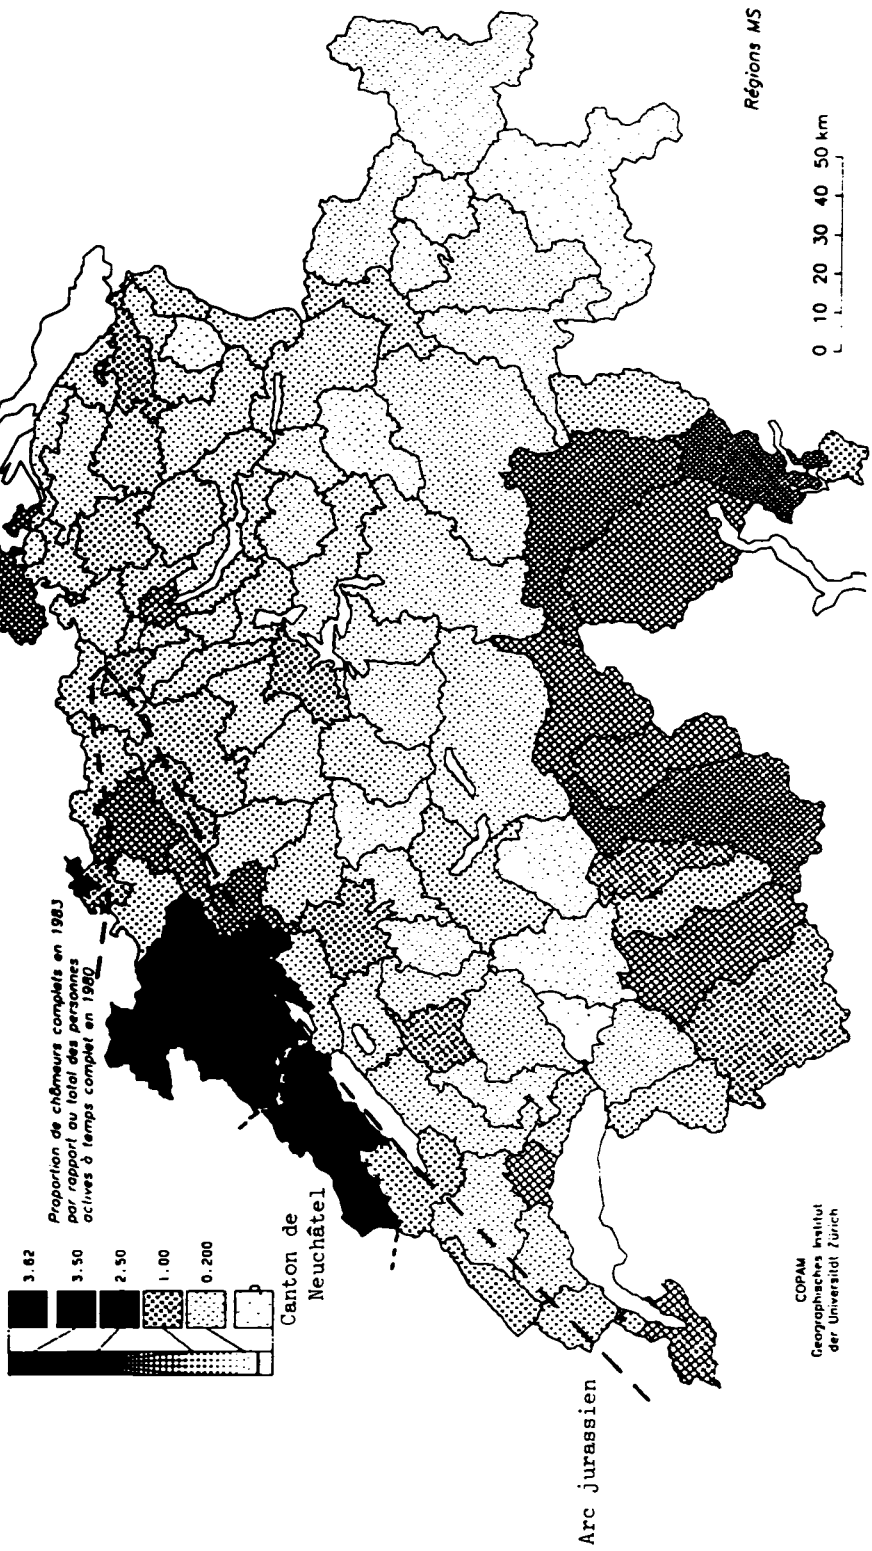 3.62
3.50
2.50
1.00
0.200
0
Proportion de chômeurs complets en 1983
par rapport au total des personnes
actives à temps complet en 1980
Canton de
Neuchâtel
Arc jurassien
COPAM
Geographisches Institut
der Universität Zürich
0 10 20 30 40 50 km
Régions MS